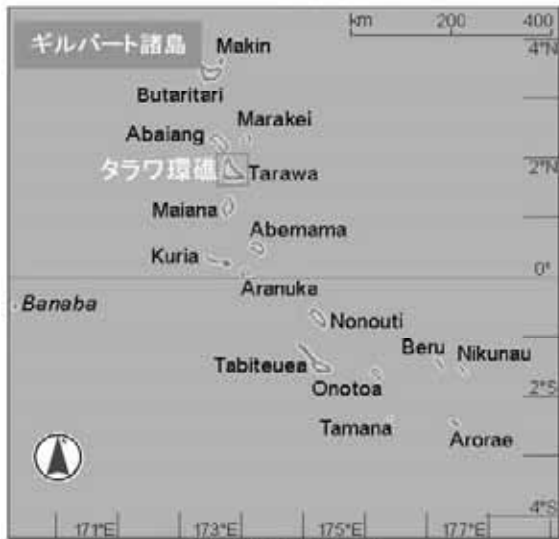 km 200 400
ギルバート諸島
Makin
4°N
Butaritari
Marakei
Abaiang
タラワ環礁
Tarawa
2°N
Maiana
Abemama
Kuria
0°
Aranuka
Banaba
Nonouti
Beru
Nikunau
Tabiteuea
Onotoa
2°S
Tamana
Arorae
4°S
171°E 173°E 175°E 177°E